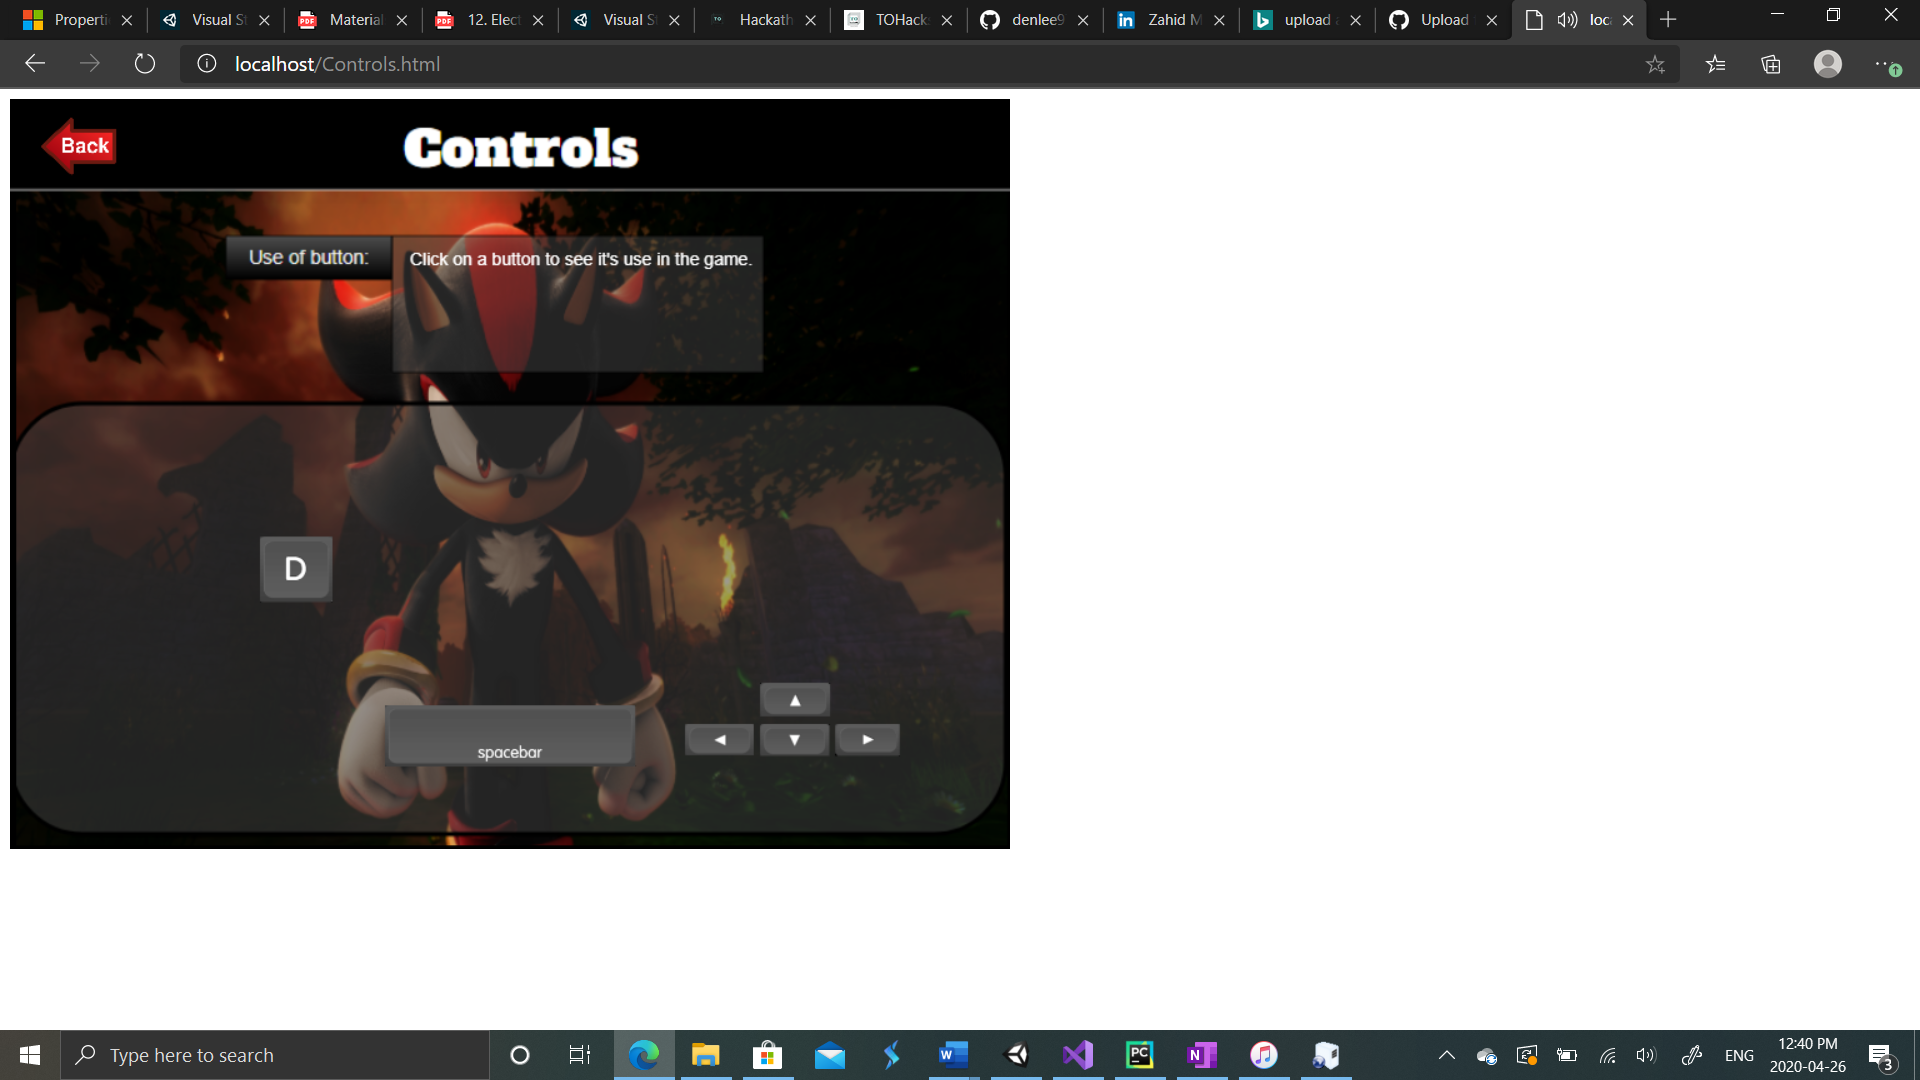 Properti
Visual St
Material
12. Elect
Visual St
Hackath
TOHack
denlee9
Zahid M
upload a
Upload
loc
localhost/Controls.html
Back
Controls
Use of button:
Click on a button to see it's use in the game.
D
spacebar
Type here to search
ENG
12:40 PM
2020-04-26
3